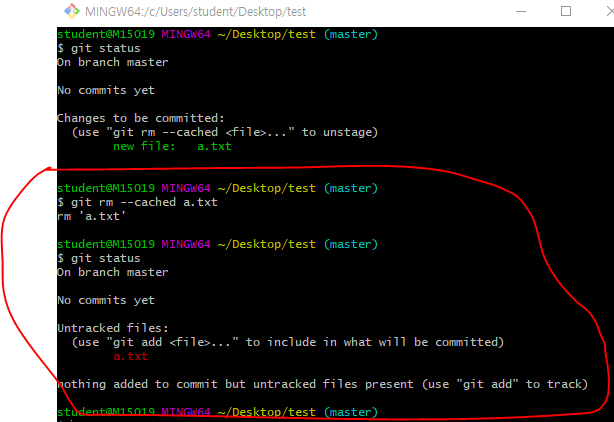 MINGW64:/c/Users/student/Desktop/test
student@M15019 MINGW64 ~/Desktop/test (master)
$ git status
On branch master
No commits yet
Changes to be committed:
(use "git rm --cached <file>..." to unstage)
new file:   a.txt
student@M15019 MINGW64 ~/Desktop/test (master)
$ git rm --cached a.txt
rm 'a.txt'
student@M15019 MINGW64 ~/Desktop/test (master)
$ git status
On branch master
No commits yet
Untracked files:
(use "git add <file>..." to include in what will be committed)
a.txt
nothing added to commit but untracked files present (use "git add" to track)
student@M15019 MINGW64 ~/Desktop/test (master)